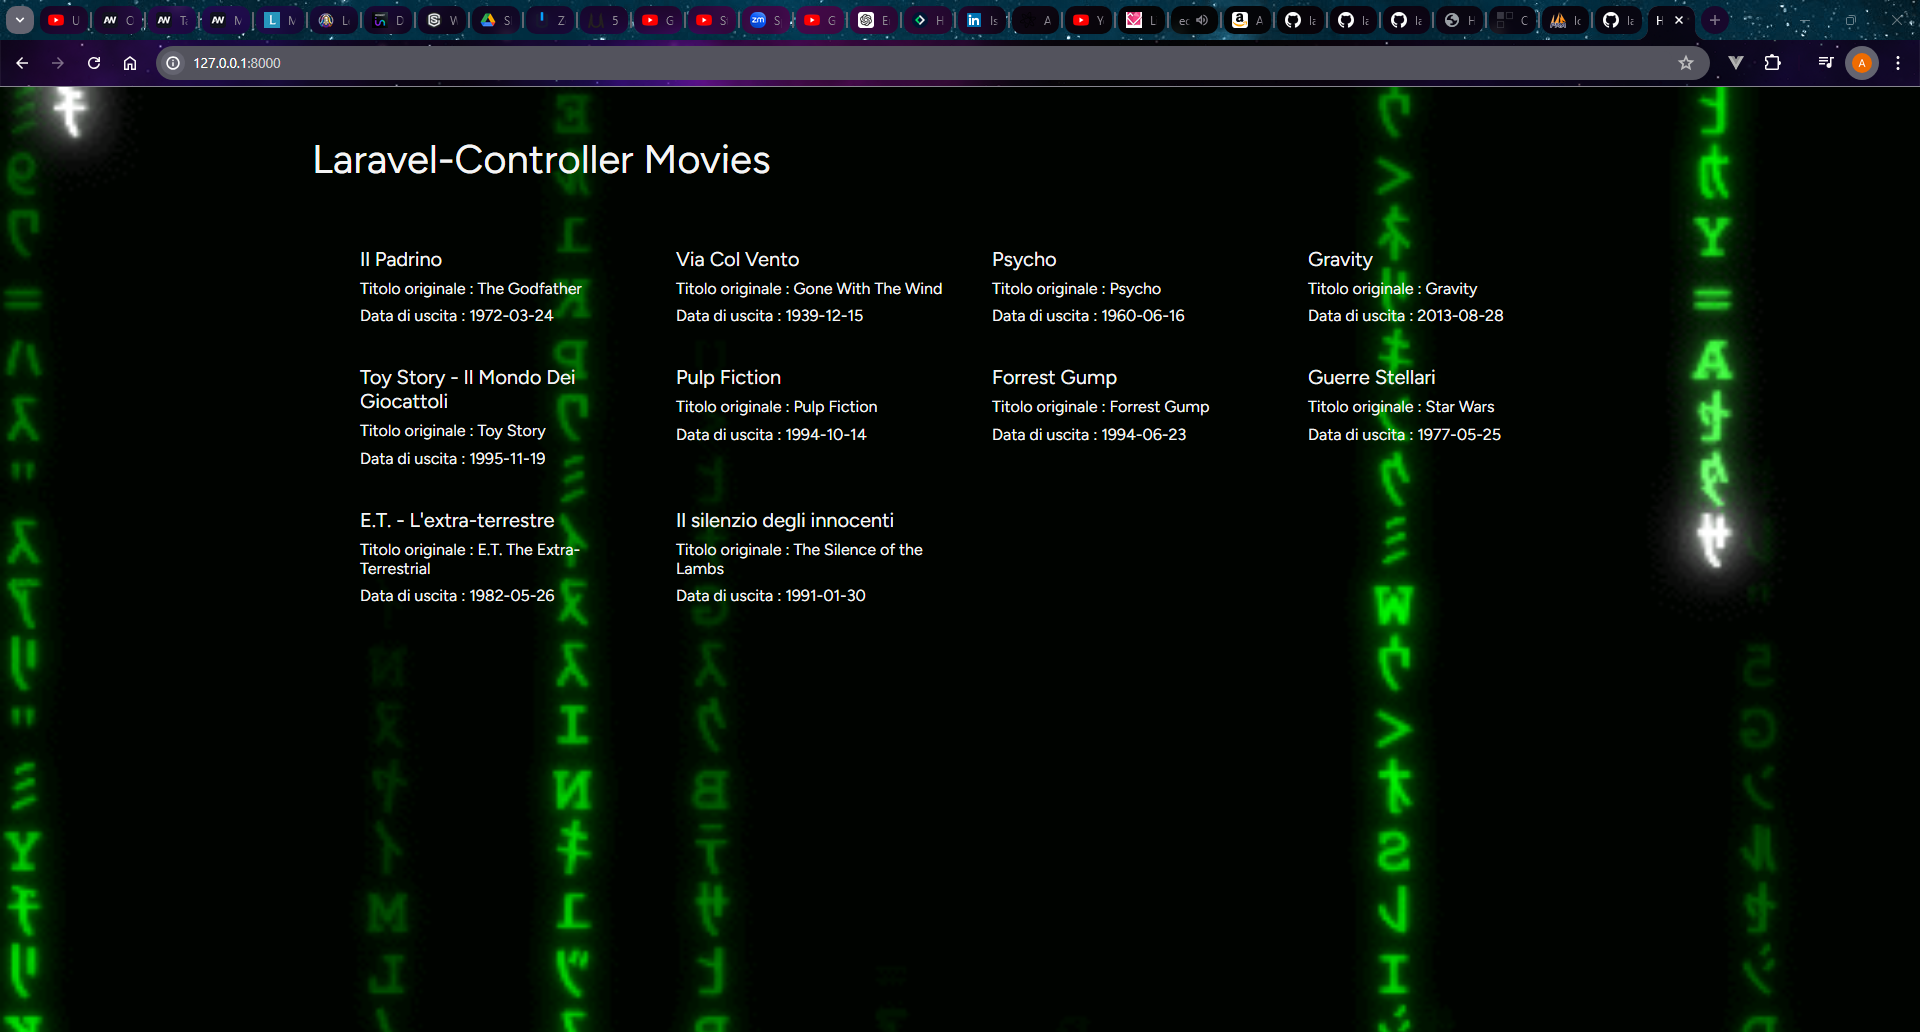 127.0.0.1:8000
Laravel-Controller Movies
Il Padrino
Titolo originale : The Godfather
Data di uscita : 1972-03-24
Via Col Vento
Titolo originale : Gone With The Wind
Data di uscita : 1939-12-15
Psycho
Titolo originale : Psycho
Data di uscita : 1960-06-16
Gravity
Titolo originale : Gravity
Data di uscita : 2013-08-28
Toy Story - Il Mondo Dei
Giocattoli
Titolo originale : Toy Story
Data di uscita : 1995-11-19
Pulp Fiction
Titolo originale : Pulp Fiction
Data di uscita : 1994-10-14
Forrest Gump
Titolo originale : Forrest Gump
Data di uscita : 1994-06-23
Guerre Stellari
Titolo originale : Star Wars
Data di uscita : 1977-05-25
E.T. - L'extra-terrestre
Titolo originale : E.T. The Extra-
Terrestrial
Data di uscita : 1982-05-26
Il silenzio degli innocenti
Titolo originale : The Silence of the
Lambs
Data di uscita : 1991-01-30